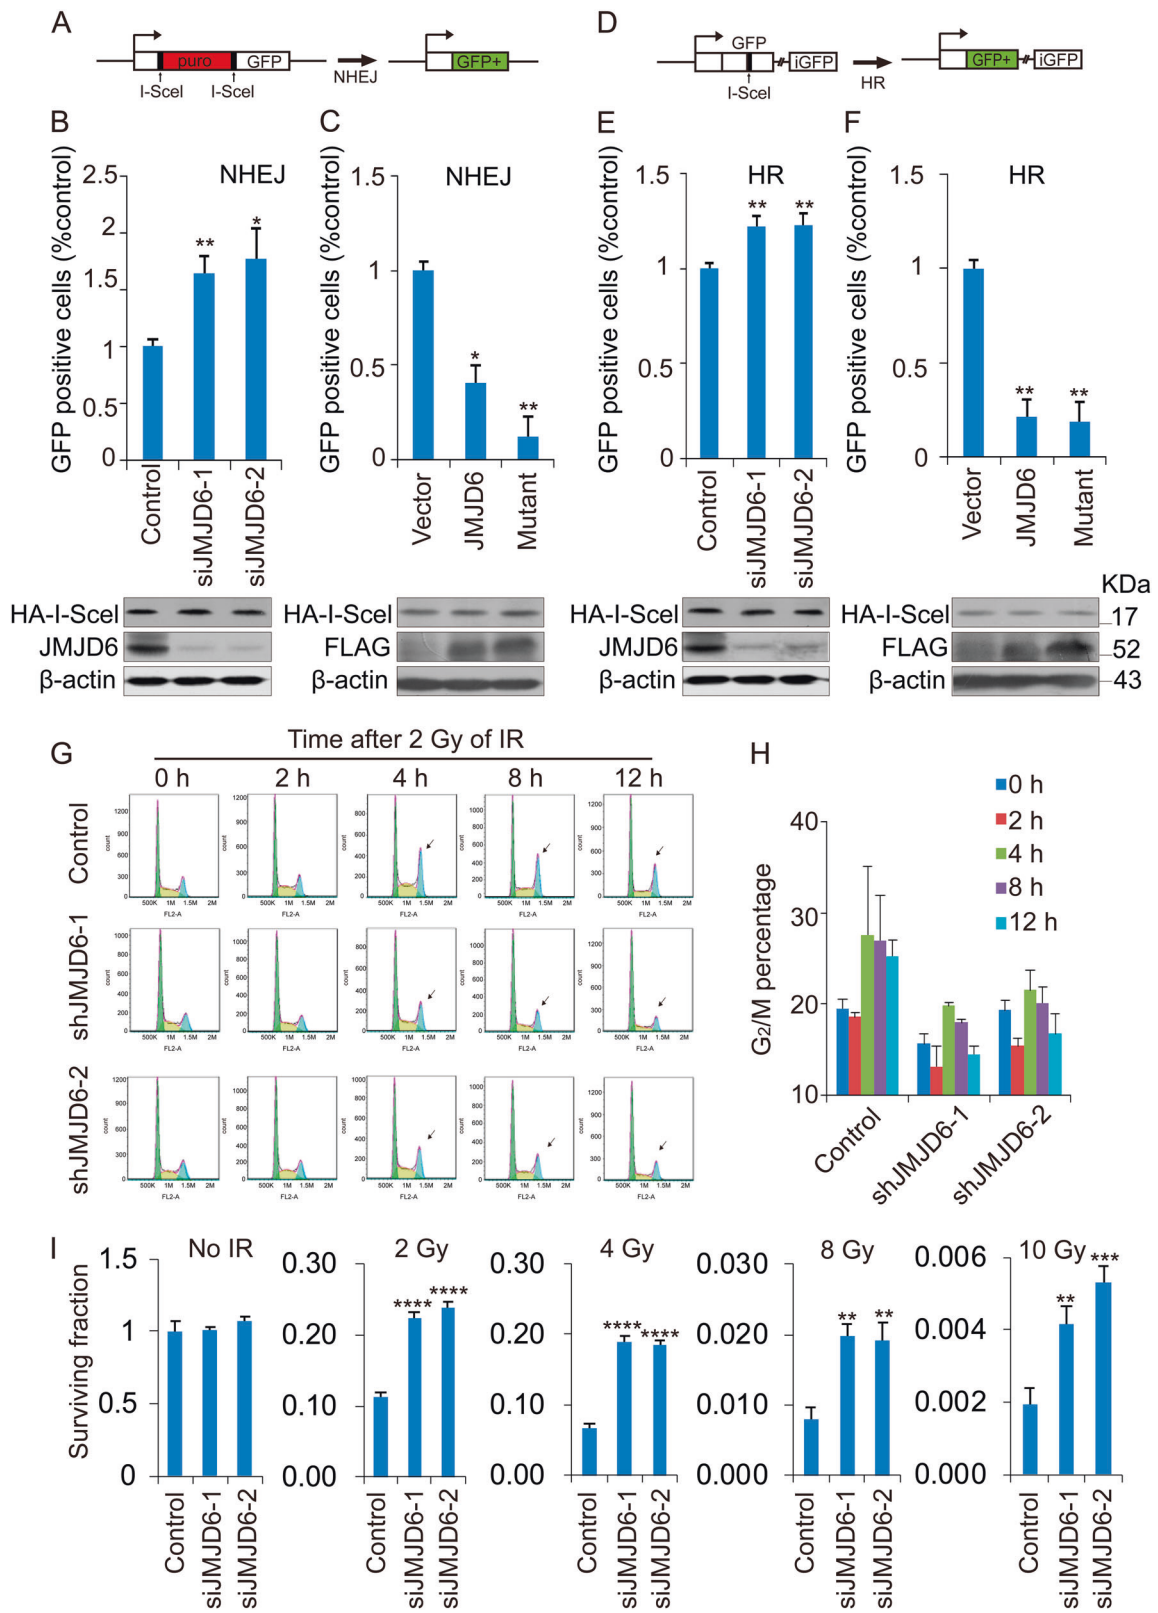 A
puro
GFP
I-SceI
I-SceI
NHEJ
GFP+
D
GFP
iGFP
I-SceI
HR
GFP+
iGFP
B
GFP positive cells (%control)
NHEJ
2.5
2
1.5
1
0.5
0
**
*
Control
siJMJD6-1
siJMJD6-2
HA-I-SceI
JMJD6
β-actin
C
GFP positive cells (%control)
NHEJ
1.5
1
0.5
0
*
**
Vector
JMJD6
Mutant
HA-I-SceI
FLAG
β-actin
E
GFP positive cells (%control)
HR
1.5
1
0.5
0
**
**
Control
siJMJD6-1
siJMJD6-2
HA-I-SceI
JMJD6
β-actin
F
GFP positive cells (%control)
HR
1.5
1
0.5
0
**
**
Vector
JMJD6
Mutant
KDa
HA-I-SceI
17
FLAG
52
β-actin
43
G
Time after 2 Gy of IR
0 h 2 h 4 h 8 h 12 h
Control
shJMJD6-1
shJMJD6-2
H
G2/M percentage
40
30
20
10
0 h
2 h
4 h
8 h
12 h
Control
shJMJD6-1
shJMJD6-2
I
Surviving fraction
No IR
1.5
1
0.5
0
Control
siJMJD6-1
siJMJD6-2
2 Gy
0.30
0.20
0.10
0.00
****
****
Control
siJMJD6-1
siJMJD6-2
4 Gy
0.30
0.20
0.10
0.00
****
****
Control
siJMJD6-1
siJMJD6-2
8 Gy
0.030
0.020
0.010
0.000
**
**
Control
siJMJD6-1
siJMJD6-2
10 Gy
0.006
0.004
0.002
0.000
**
***
Control
siJMJD6-1
siJMJD6-2